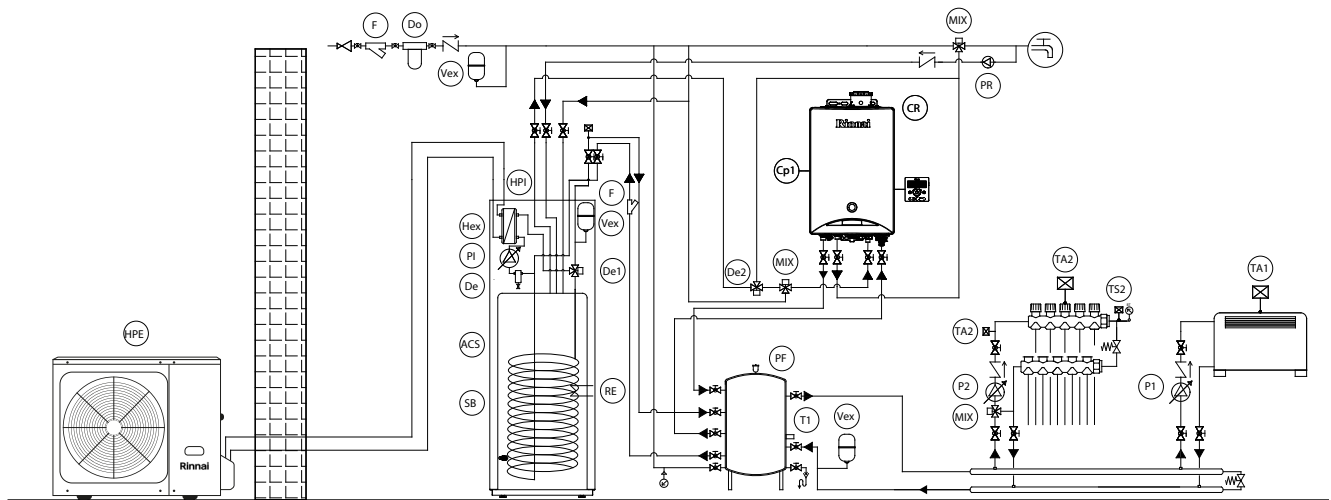 F
Do
MIX
Vex
PR
CR
Rinnai
Cp1
HPI
F
Hex
Vex
PI
De1
De
De2
MIX
TA2
TS2
TA1
HPE
ACS
TA2
PF
P2
P1
SB
RE
MIX
T1
Vex
Rinnai